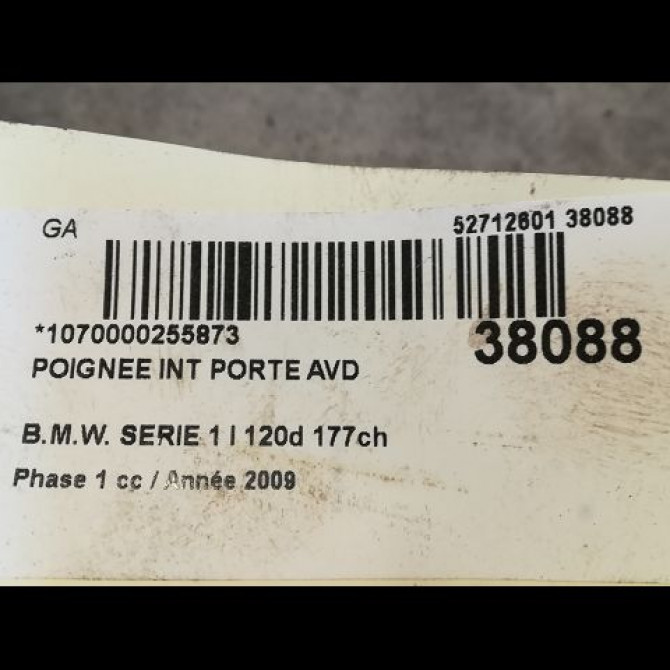 GA
52712601 38088
*1070000255873
38088
POIGNEE INT PORTE AVD
B.M.W. SERIE 1 I 120d 177ch
Phase 1 cc / Année 2009